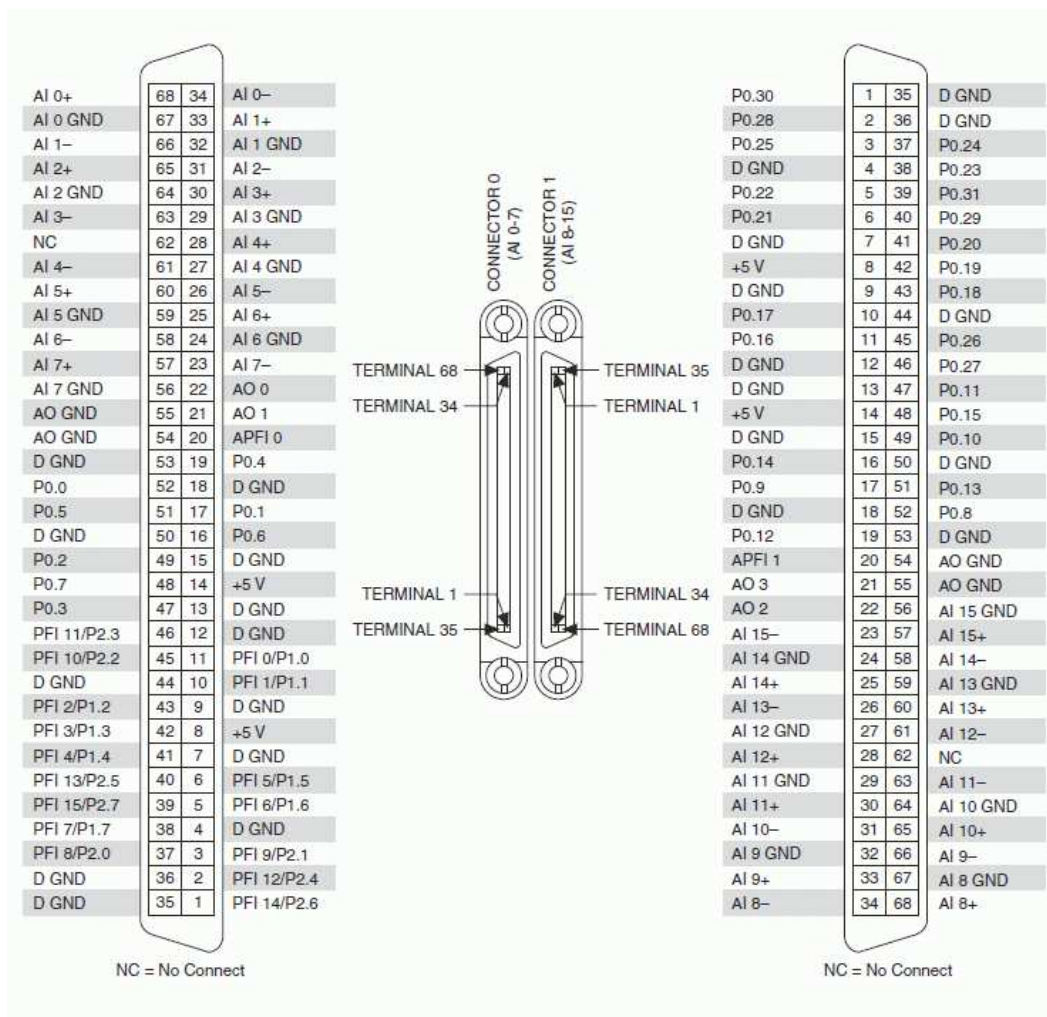 AI 0+ 68 34 AI 0–
AI 0 GND 67 33 AI 1+
AI 1– 66 32 AI 1 GND
AI 2+ 65 31 AI 2–
AI 2 GND 64 30 AI 3+
AI 3– 63 29 AI 3 GND
NC 62 28 AI 4+
AI 4– 61 27 AI 4 GND
AI 5+ 60 26 AI 5–
AI 5 GND 59 25 AI 6+
AI 6– 58 24 AI 6 GND
AI 7+ 57 23 AI 7–
AI 7 GND 56 22 AO 0
AO GND 55 21 AO 1
AO GND 54 20 APFI 0
D GND 53 19 P0.4
P0.0 52 18 D GND
P0.5 51 17 P0.1
D GND 50 16 P0.6
P0.2 49 15 D GND
P0.7 48 14 +5 V
P0.3 47 13 D GND
PFI 11/P2.3 46 12 D GND
PFI 10/P2.2 45 11 PFI 0/P1.0
D GND 44 10 PFI 1/P1.1
PFI 2/P1.2 43 9 D GND
PFI 3/P1.3 42 8 +5 V
PFI 4/P1.4 41 7 D GND
PFI 13/P2.5 40 6 PFI 5/P1.5
PFI 15/P2.7 39 5 PFI 6/P1.6
PFI 7/P1.7 38 4 D GND
PFI 8/P2.0 37 3 PFI 9/P2.1
D GND 36 2 PFI 12/P2.4
D GND 35 1 PFI 14/P2.6
NC = No Connect
CONNECTOR 0
(AI 0-7)
CONNECTOR 1
(AI 8-15)
TERMINAL 68
TERMINAL 35
TERMINAL 34
TERMINAL 1
TERMINAL 1
TERMINAL 34
TERMINAL 35
TERMINAL 68
P0.30 1 35 D GND
P0.28 2 36 D GND
P0.25 3 37 P0.24
D GND 4 38 P0.23
P0.22 5 39 P0.31
P0.21 6 40 P0.29
D GND 7 41 P0.20
+5 V 8 42 P0.19
D GND 9 43 P0.18
P0.17 10 44 D GND
P0.16 11 45 P0.26
D GND 12 46 P0.27
D GND 13 47 P0.11
+5 V 14 48 P0.15
D GND 15 49 P0.10
P0.14 16 50 D GND
P0.9 17 51 P0.13
D GND 18 52 P0.8
P0.12 19 53 D GND
APFI 1 20 54 AO GND
AO 3 21 55 AO GND
AO 2 22 56 AI 15 GND
AI 15– 23 57 AI 15+
AI 14 GND 24 58 AI 14–
AI 14+ 25 59 AI 13 GND
AI 13– 26 60 AI 13+
AI 12 GND 27 61 AI 12–
AI 12+ 28 62 NC
AI 11 GND 29 63 AI 11–
AI 11+ 30 64 AI 10 GND
AI 10– 31 65 AI 10+
AI 9 GND 32 66 AI 9–
AI 9+ 33 67 AI 8 GND
AI 8– 34 68 AI 8+
NC = No Connect